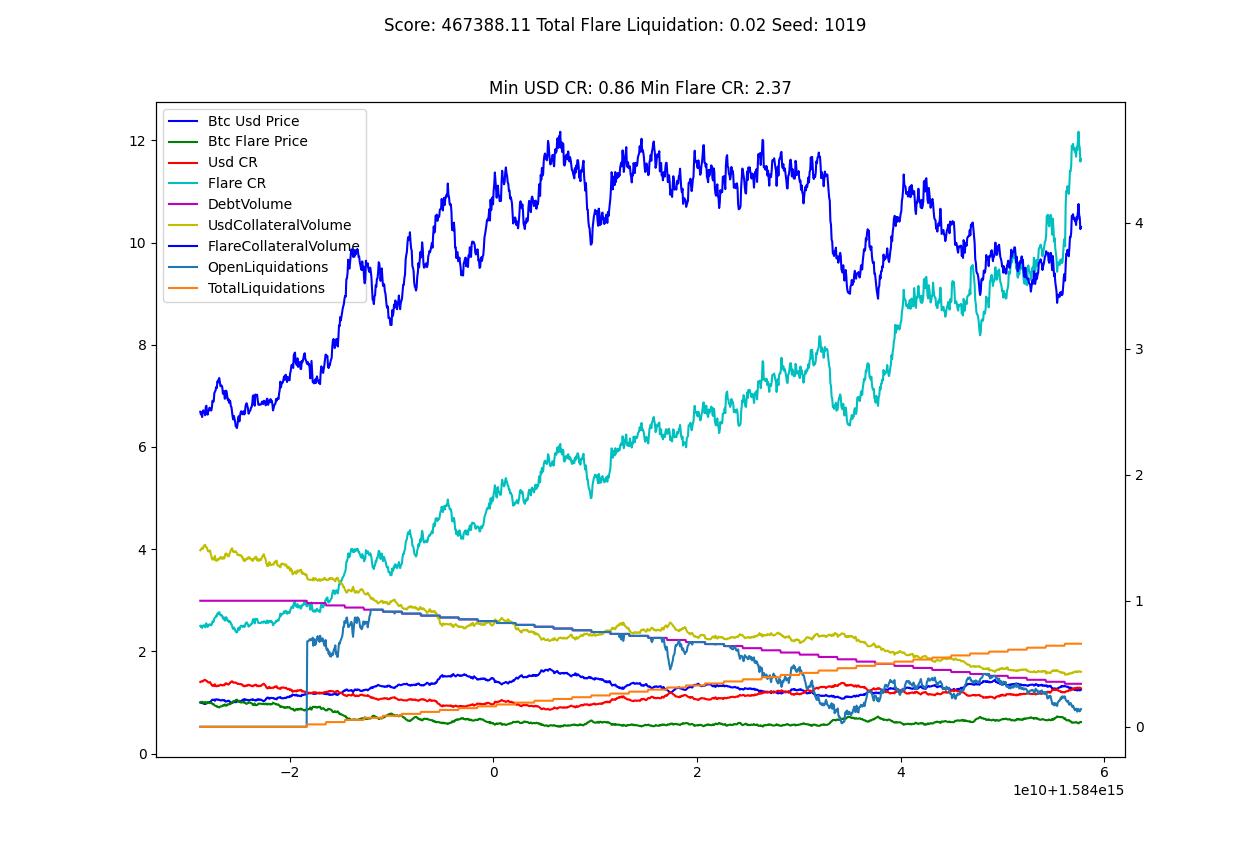 Score: 467388.11 Total Flare Liquidation: 0.02 Seed: 1019
Min USD CR: 0.86 Min Flare CR: 2.37
Btc Usd Price
Btc Flare Price
Usd CR
Flare CR
DebtVolume
UsdCollateralVolume
FlareCollateralVolume
OpenLiquidations
TotalLiquidations
12
10
8
6
4
2
0
4
3
2
1
0
−2
0
2
4
6
1e10+1.584e15